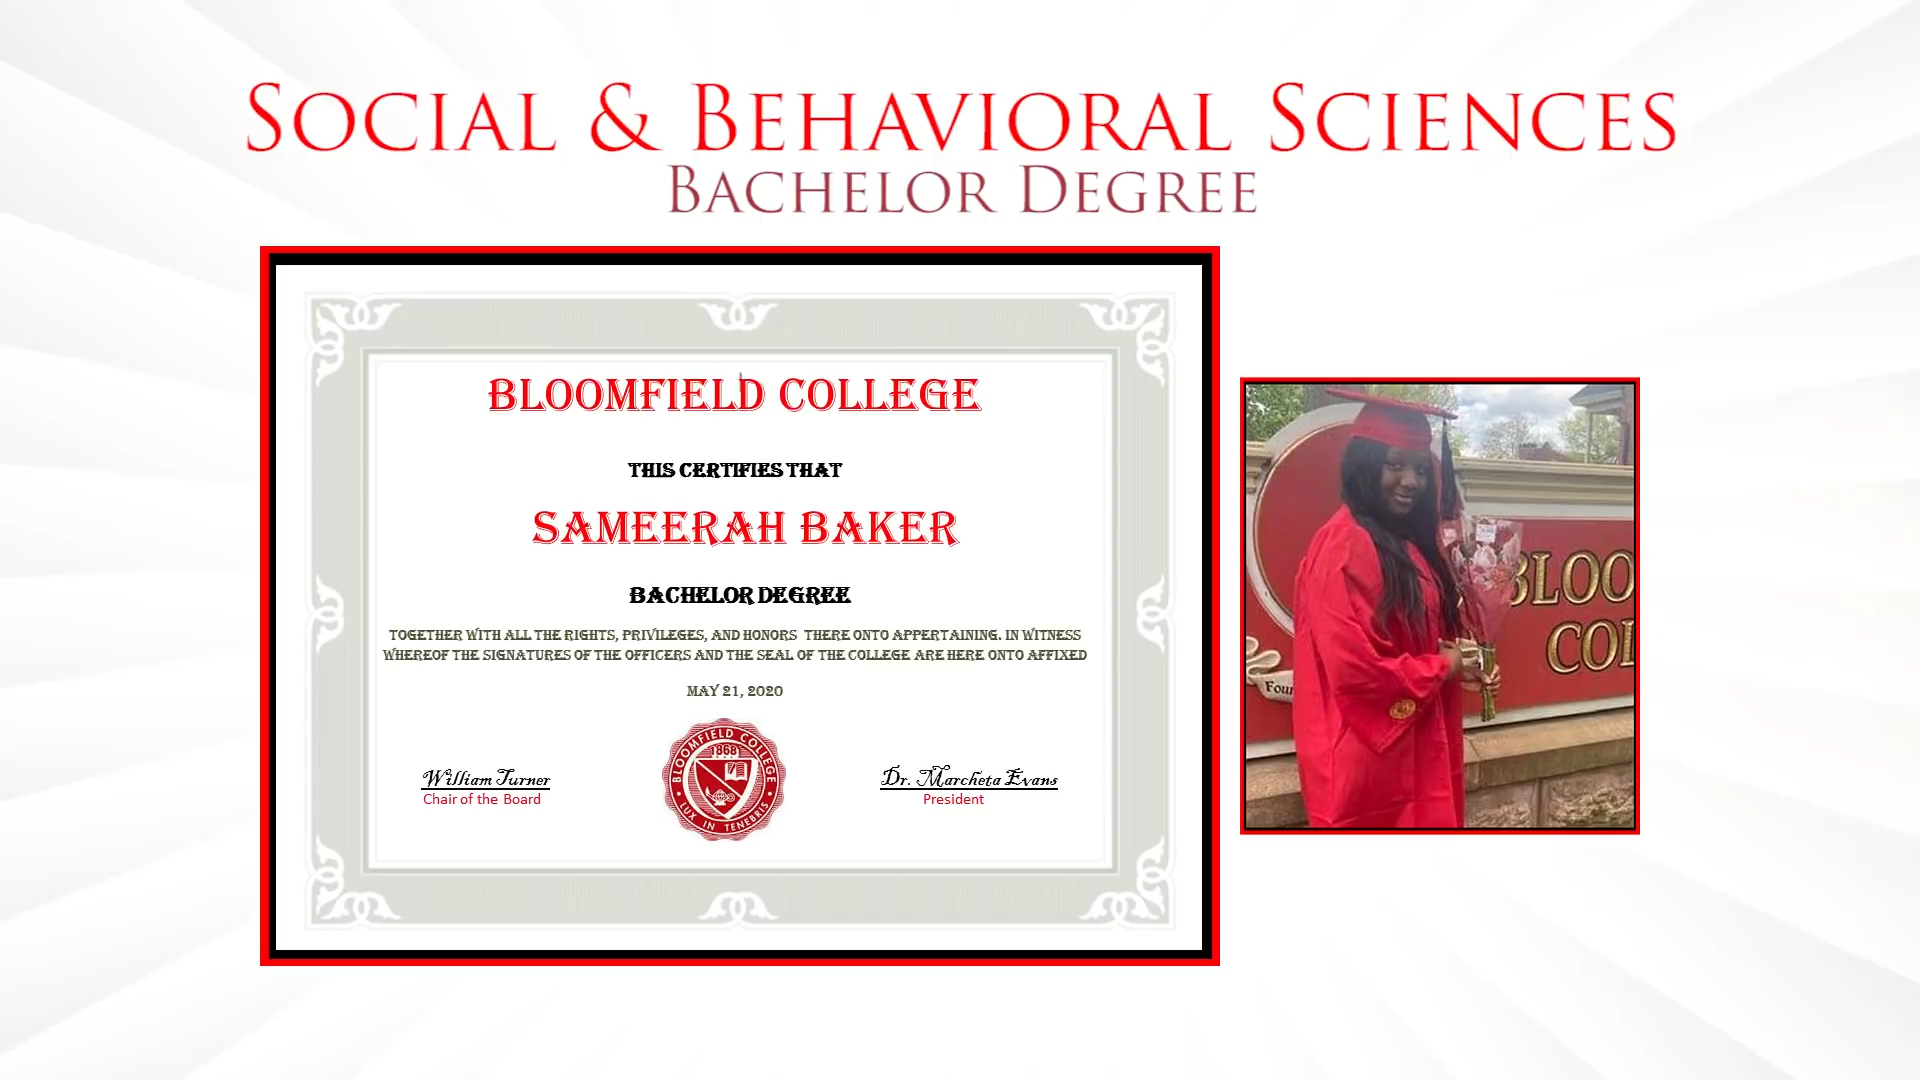 SOCIAL & BEHAVIORAL SCIENCES
BACHELOR DEGREE
BLOOMFIELD COLLEGE
THIS CERTIFIES THAT
SAMEERAH BAKER
BACHELOR DEGREE
TOGETHER WITH ALL THE RIGHTS, PRIVILEGES, AND HONORS THERE ONTO APPERTAINING. IN WITNESS
WHEREOF THE SIGNATURES OF THE OFFICERS AND THE SEAL OF THE COLLEGE ARE HERE ONTO AFFIXED
MAY 21, 2020
William Turner
Chair of the Board
BLOOMFIELD COLLEGE
1868
LUX IN TENEBRIS
Dr. Marcheta Evans
President
BLOO
COL
Foun